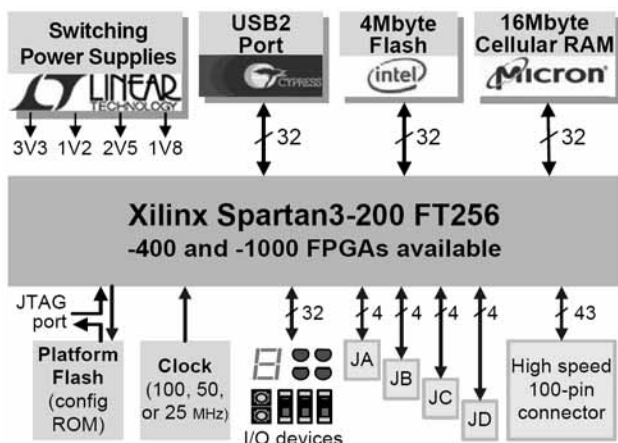 Switching
Power Supplies
LINEAR
TECHNOLOGY
3V3 1V2 2V5 1V8
USB2
Port
CYPRESS
32
4Mbyte
Flash
intel
32
16Mbyte
Cellular RAM
Micron
32
Xilinx Spartan3-200 FT256
-400 and -1000 FPGAs available
JTAG
port
Platform
Flash
(config
ROM)
Clock
(100, 50,
or 25 MHz)
32
I/O devices
4
JA
4
JB
4
JC
4
JD
43
High speed
100-pin
connector